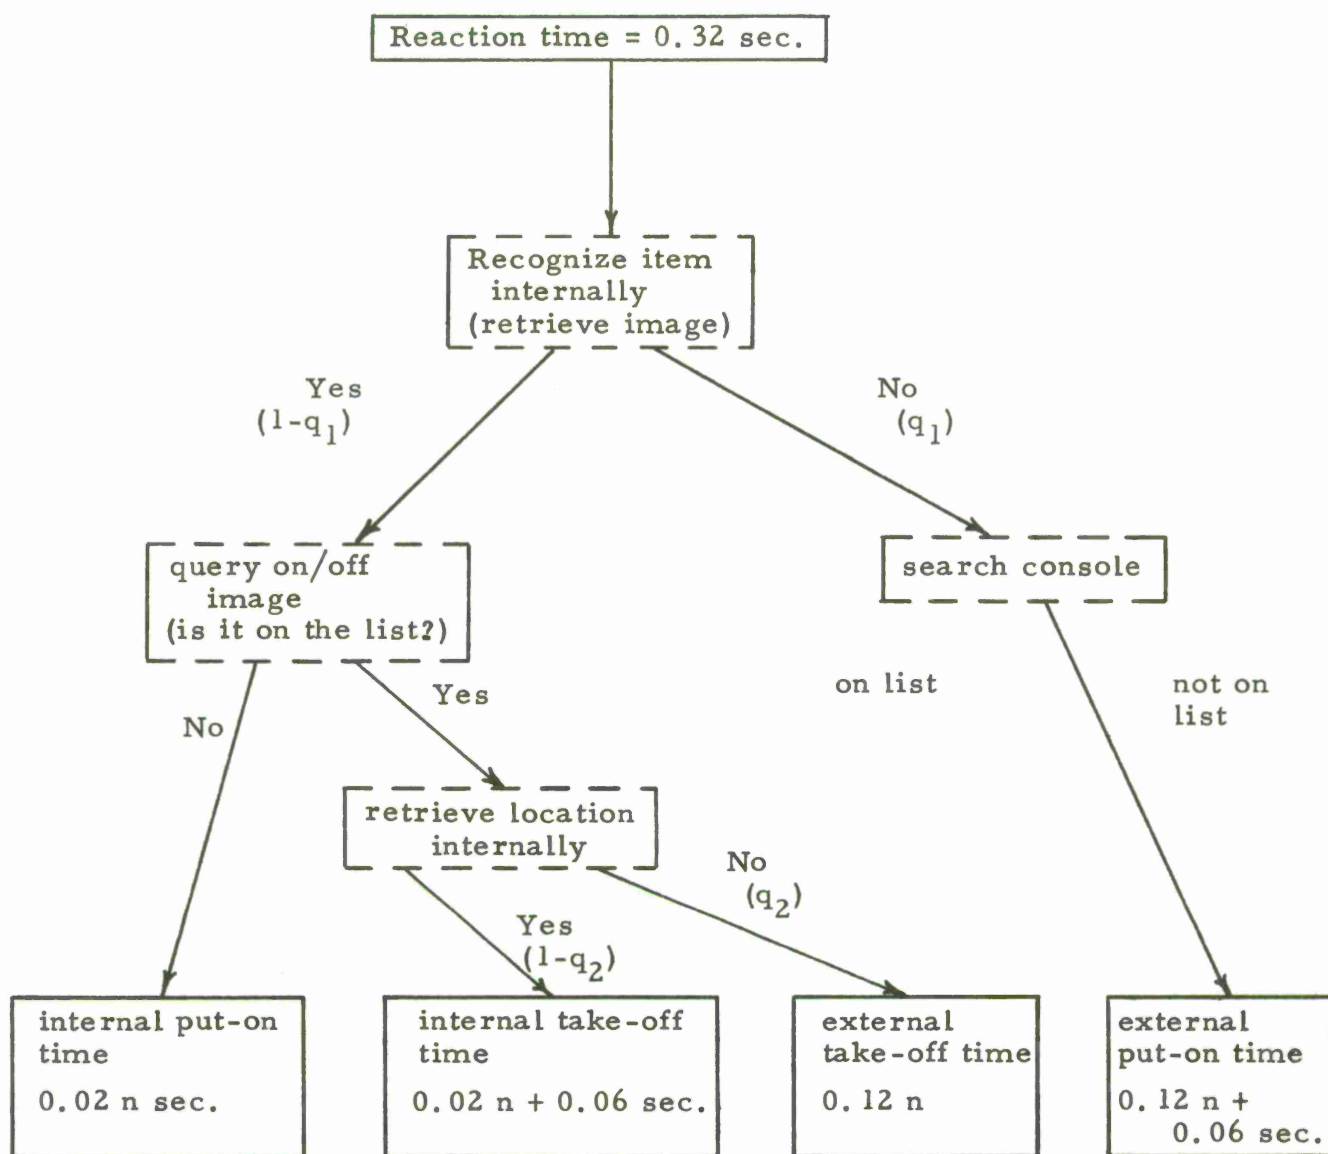 Reaction time = 0.32 sec.
Recognize item
internally
(retrieve image)
Yes
(1-q₁)
No
(q₁)
query on/off
image
(is it on the list?)
search console
No
Yes
on list
not on
list
retrieve location
internally
Yes
(1-q₂)
No
(q₂)
internal put-on
time
0.02 n sec.
internal take-off
time
0.02 n + 0.06 sec.
external
take-off time
0.12 n
external
put-on time
0.12 n +
0.06 sec.